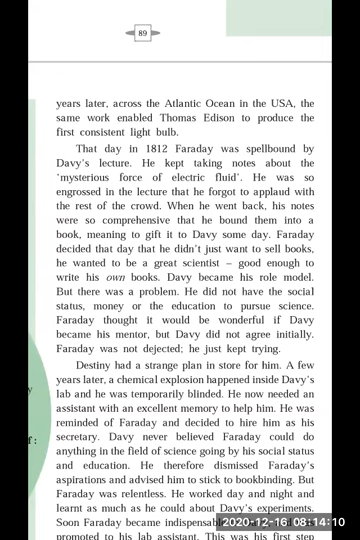 89
years later, across the Atlantic Ocean in the USA, the
same work enabled Thomas Edison to produce the
first consistent light bulb.
That day in 1812 Faraday was spellbound by
Davy's lecture. He kept taking notes about the
'mysterious force of electric fluid'. He was so
engrossed in the lecture that he forgot to applaud with
the rest of the crowd. When he went back, his notes
were so comprehensive that he bound them into a
book, meaning to gift it to Davy some day. Faraday
decided that day that he didn't just want to sell books,
he wanted to be a great scientist – good enough to
write his own books. Davy became his role model.
But there was a problem. He did not have the social
status, money or the education to pursue science.
Faraday thought it would be wonderful if Davy
became his mentor, but Davy did not agree initially.
Faraday was not dejected; he just kept trying.
Destiny had a strange plan in store for him. A few
years later, a chemical explosion happened inside Davy's
lab and he was temporarily blinded. He now needed an
assistant with an excellent memory to help him. He was
reminded of Faraday and decided to hire him as his
secretary. Davy never believed Faraday could do
anything in the field of science going by his social status
and education. He therefore dismissed Faraday's
aspirations and advised him to stick to bookbinding. But
Faraday was relentless. He worked day and night and
learnt as much as he could about Davy's experiments.
Soon Faraday became indispensabl
promoted to his lab assistant. This was his first step
y
f :
2020-12-16 08:14:10